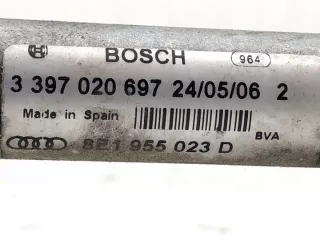 BOSCH 964
3 397 020 697 24/05/06 2
Made in Spain
BVA
8E1 955 023 D